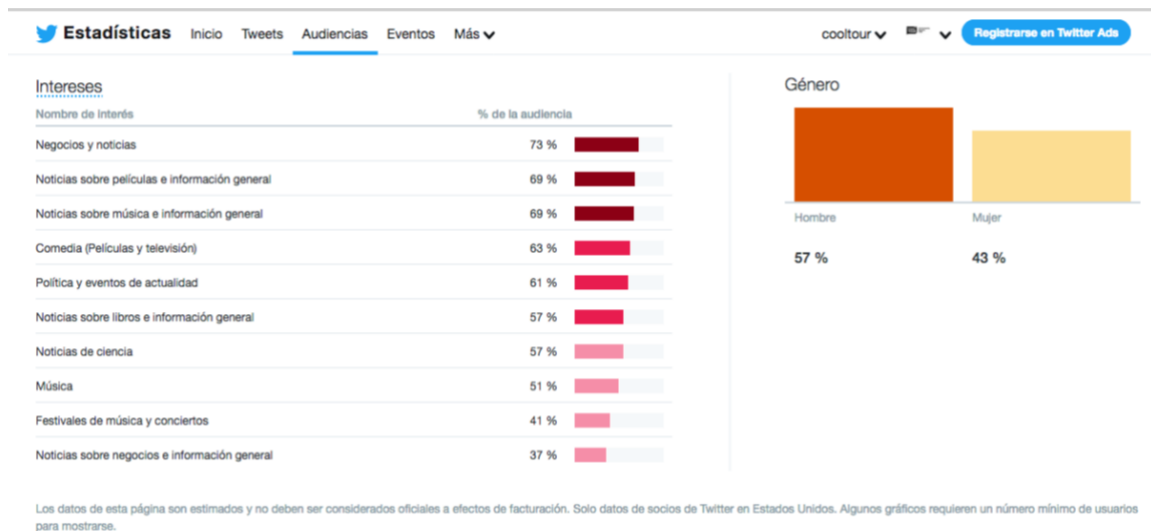 Estadísticas Inicio Tweets Audiencias Eventos Más cooltour Registrarse en Twitter Ads
Intereses
Nombre de interés % de la audiencia
Negocios y noticias 73 %
Noticias sobre películas e información general 69 %
Noticias sobre música e información general 69 %
Comedia (Películas y televisión) 63 %
Política y eventos de actualidad 61 %
Noticias sobre libros e información general 57 %
Noticias de ciencia 57 %
Música 51 %
Festivales de música y conciertos 41 %
Noticias sobre negocios e información general 37 %
Género
Hombre Mujer
57 % 43 %
Los datos de esta página son estimados y no deben ser considerados oficiales a efectos de facturación. Solo datos de socios de Twitter en Estados Unidos. Algunos gráficos requieren un número mínimo de usuarios
para mostrarse.